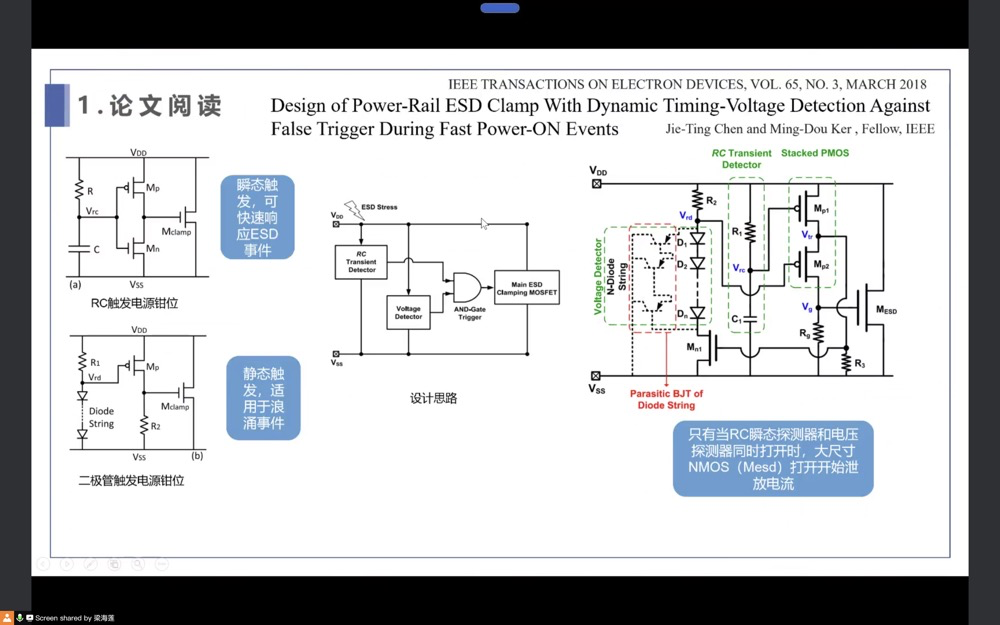 1.论文阅读
IEEE TRANSACTIONS ON ELECTRON DEVICES, VOL. 65, NO. 3, MARCH 2018
Design of Power-Rail ESD Clamp With Dynamic Timing-Voltage Detection Against
False Trigger During Fast Power-ON Events
Jie-Ting Chen and Ming-Dou Ker , Fellow, IEEE
VDD
R
Mp
Vrc
Mclamp
C
Mn
(a)
VSS
RC触发电源钳位
瞬态触
发，可
快速响
应ESD
事件
VDD
R1
Mp
Vrd
Mclamp
Diode
String
R2
VSS
(b)
二极管触发电源钳位
静态触
发，适
用于浪
涌事件
ESD Stress
VDD
RC
Transient
Detector
Voltage
Detector
AND-Gate
Trigger
Main ESD
Clamping MOSFET
VSS
设计思路
RC Transient
Detector
Stacked PMOS
VDD
R2
Vrd
R1
Mp1
Vtr
Voltage Detector
N-Diode
String
D1
D2
Vrc
Mp2
Dn
C1
Vg
MESD
Mn1
Rg
R3
VSS
Parasitic BJT of
Diode String
只有当RC瞬态探测器和电压
探测器同时打开时，大尺寸
NMOS（Mesd）打开开始泄
放电流
Screen shared by 梁海莲